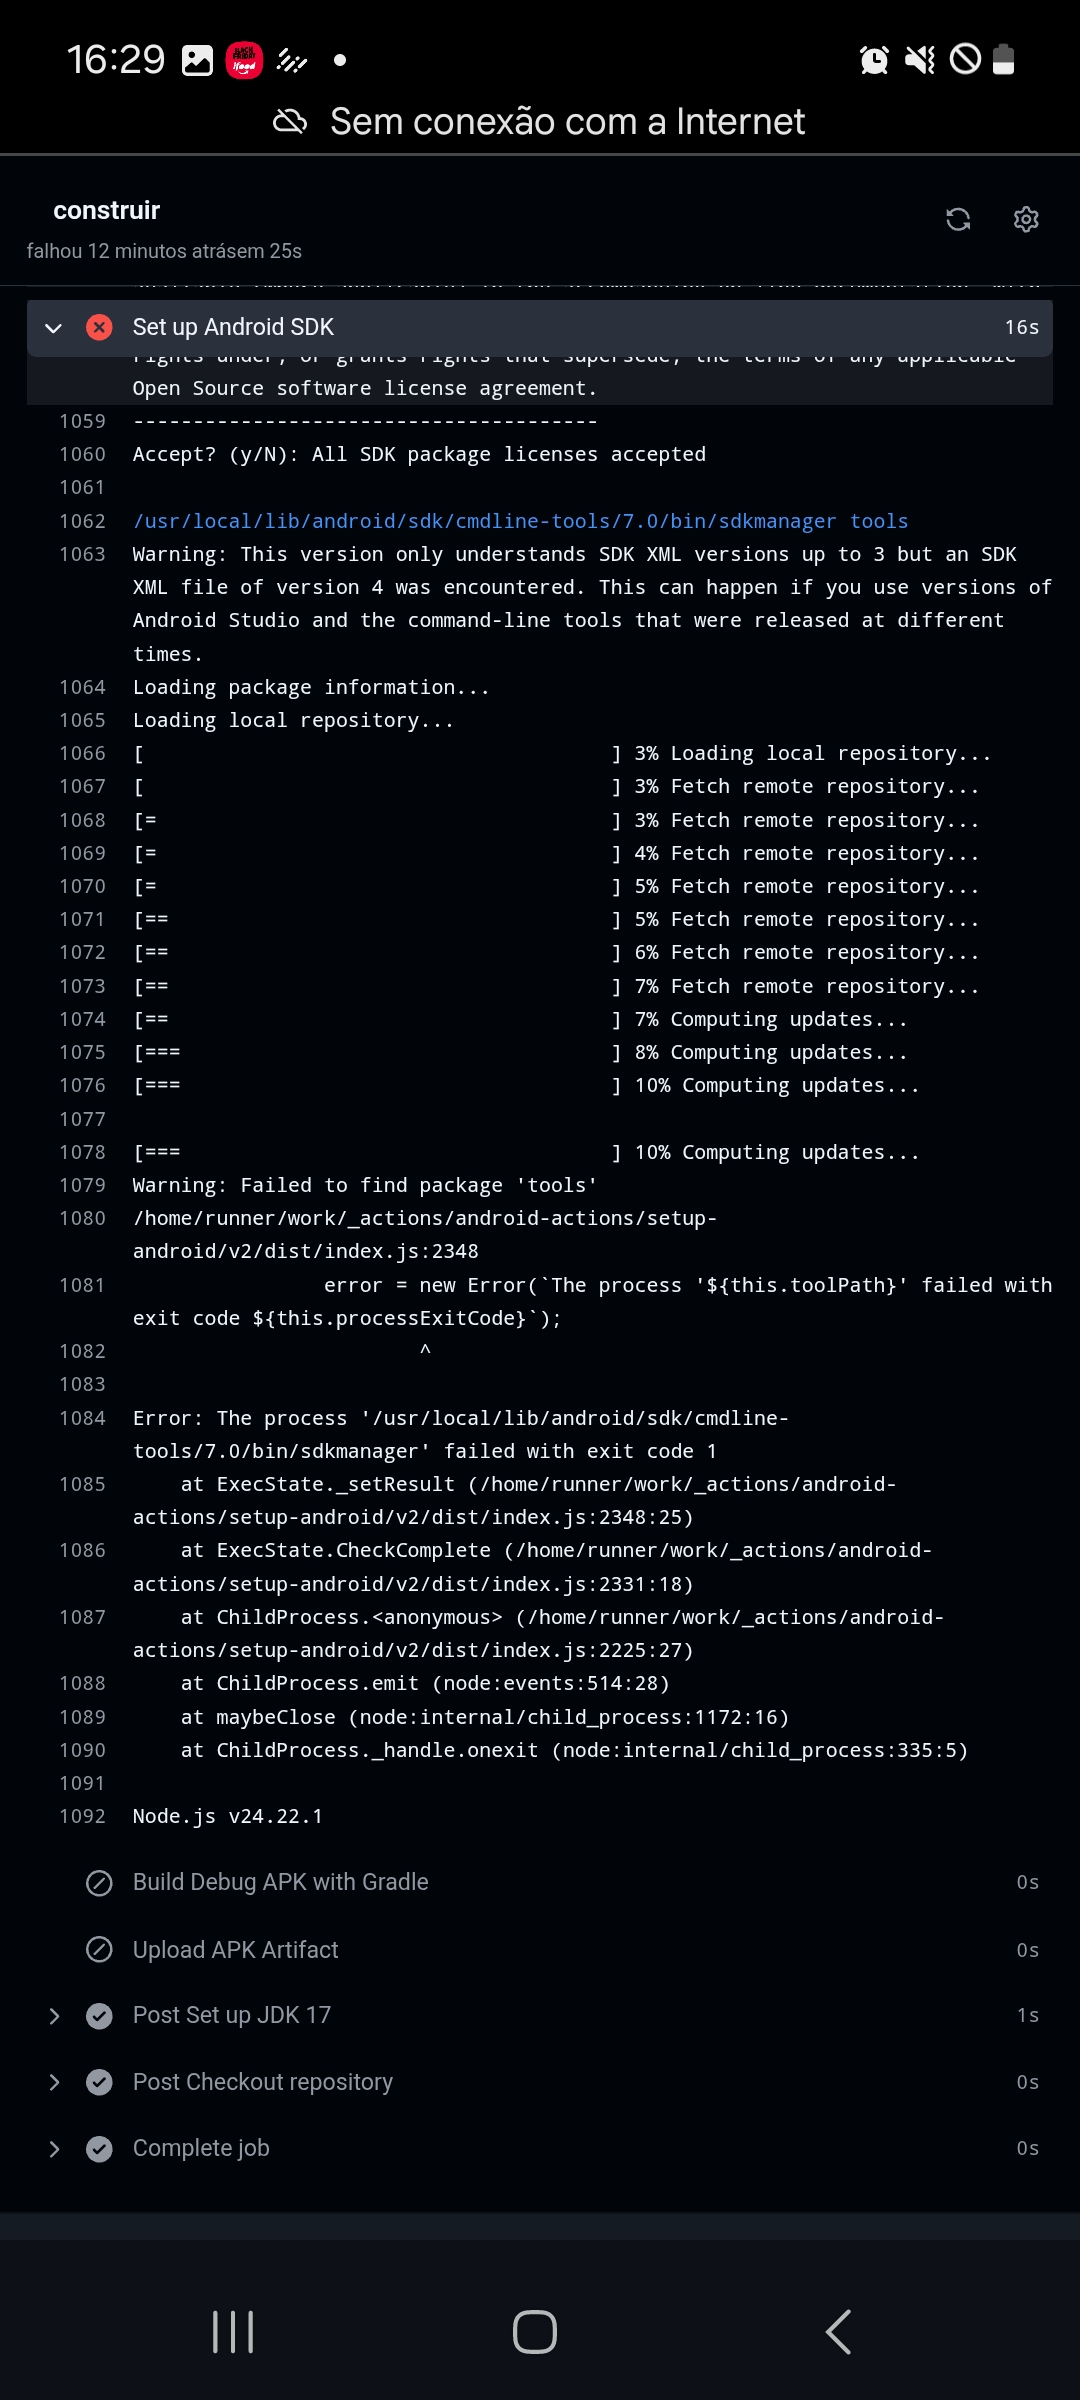 16:29
Sem conexão com a Internet
construir
falhou 12 minutos atrásem 25s
Set up Android SDK 16s
rights under, or grants rights that supersede, the terms of any applicable
Open Source software license agreement.
1059 ---------------------------------------
1060 Accept? (y/N): All SDK package licenses accepted
1061
1062 /usr/local/lib/android/sdk/cmdline-tools/7.0/bin/sdkmanager tools
1063 Warning: This version only understands SDK XML versions up to 3 but an SDK
XML file of version 4 was encountered. This can happen if you use versions of
Android Studio and the command-line tools that were released at different
times.
1064 Loading package information...
1065 Loading local repository...
1066 [                                       ] 3% Loading local repository...
1067 [                                       ] 3% Fetch remote repository...
1068 [=                                      ] 3% Fetch remote repository...
1069 [=                                      ] 4% Fetch remote repository...
1070 [=                                      ] 5% Fetch remote repository...
1071 [==                                     ] 5% Fetch remote repository...
1072 [==                                     ] 6% Fetch remote repository...
1073 [==                                     ] 7% Fetch remote repository...
1074 [==                                     ] 7% Computing updates...
1075 [===                                    ] 8% Computing updates...
1076 [===                                    ] 10% Computing updates...
1077
1078 [===                                    ] 10% Computing updates...
1079 Warning: Failed to find package 'tools'
1080 /home/runner/work/_actions/android-actions/setup-
android/v2/dist/index.js:2348
1081                 error = new Error(`The process '${this.toolPath}' failed with
exit code ${this.processExitCode}`);
1082                         ^
1083
1084 Error: The process '/usr/local/lib/android/sdk/cmdline-
tools/7.0/bin/sdkmanager' failed with exit code 1
1085     at ExecState._setResult (/home/runner/work/_actions/android-
actions/setup-android/v2/dist/index.js:2348:25)
1086     at ExecState.CheckComplete (/home/runner/work/_actions/android-
actions/setup-android/v2/dist/index.js:2331:18)
1087     at ChildProcess.<anonymous> (/home/runner/work/_actions/android-
actions/setup-android/v2/dist/index.js:2225:27)
1088     at ChildProcess.emit (node:events:514:28)
1089     at maybeClose (node:internal/child_process:1172:16)
1090     at ChildProcess._handle.onexit (node:internal/child_process:335:5)
1091
1092 Node.js v24.22.1
Build Debug APK with Gradle 0s
Upload APK Artifact 0s
Post Set up JDK 17 1s
Post Checkout repository 0s
Complete job 0s